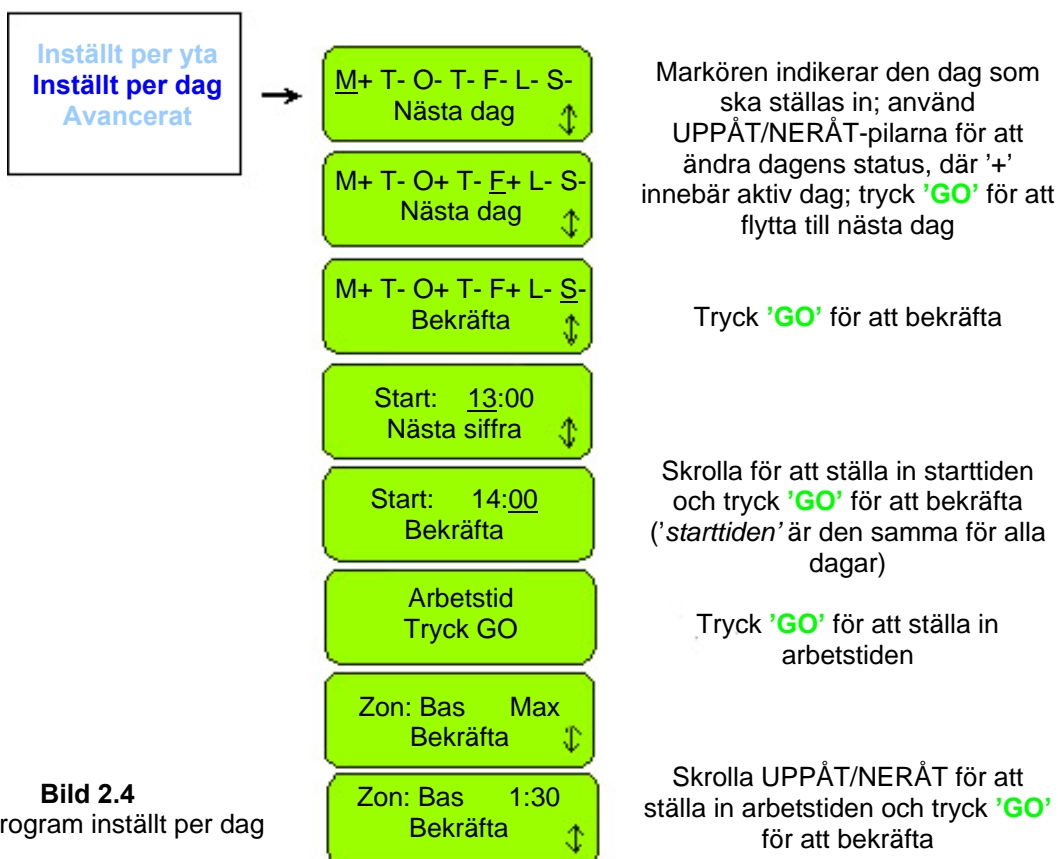 Inställt per yta
Inställt per dag
Avancerat
M+ T- O- T- F- L- S-
Nästa dag
Markören indikerar den dag som
ska ställas in; använd
UPPÅT/NERÅT-pilarna för att
ändra dagens status, där '+'
innebär aktiv dag; tryck ’GO’ för att
flytta till nästa dag
M+ T- O+ T- F+ L- S-
Nästa dag
M+ T- O+ T- F+ L- S-
Bekräfta
Tryck ’GO’ för att bekräfta
Start: 13:00
Nästa siffra
Start: 14:00
Bekräfta
Skrolla för att ställa in starttiden
och tryck ’GO’ för att bekräfta
('starttiden' är den samma för alla
dagar)
Arbetstid
Tryck GO
Tryck ’GO’ för att ställa in
arbetstiden
Zon: Bas Max
Bekräfta
Zon: Bas 1:30
Bekräfta
Skrolla UPPÅT/NERÅT för att
ställa in arbetstiden och tryck ’GO’
för att bekräfta
Bild 2.4
rogram inställt per dag